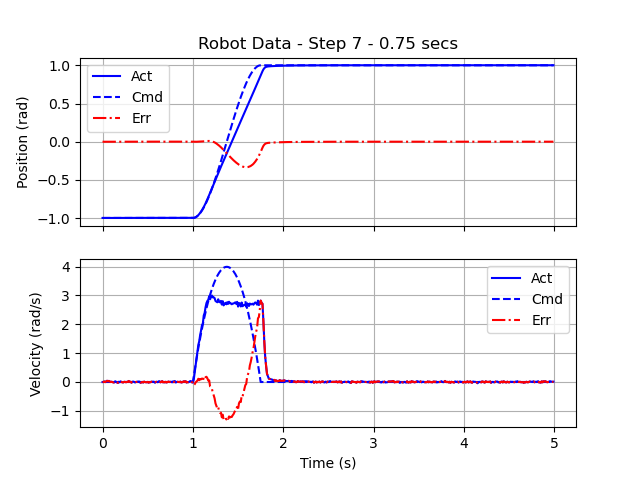 Robot Data - Step 7 - 0.75 secs
Position (rad)
1.0
0.5
0.0
−0.5
−1.0
Act
Cmd
Err
Velocity (rad/s)
4
3
2
1
0
−1
Act
Cmd
Err
0 1 2 3 4 5
Time (s)